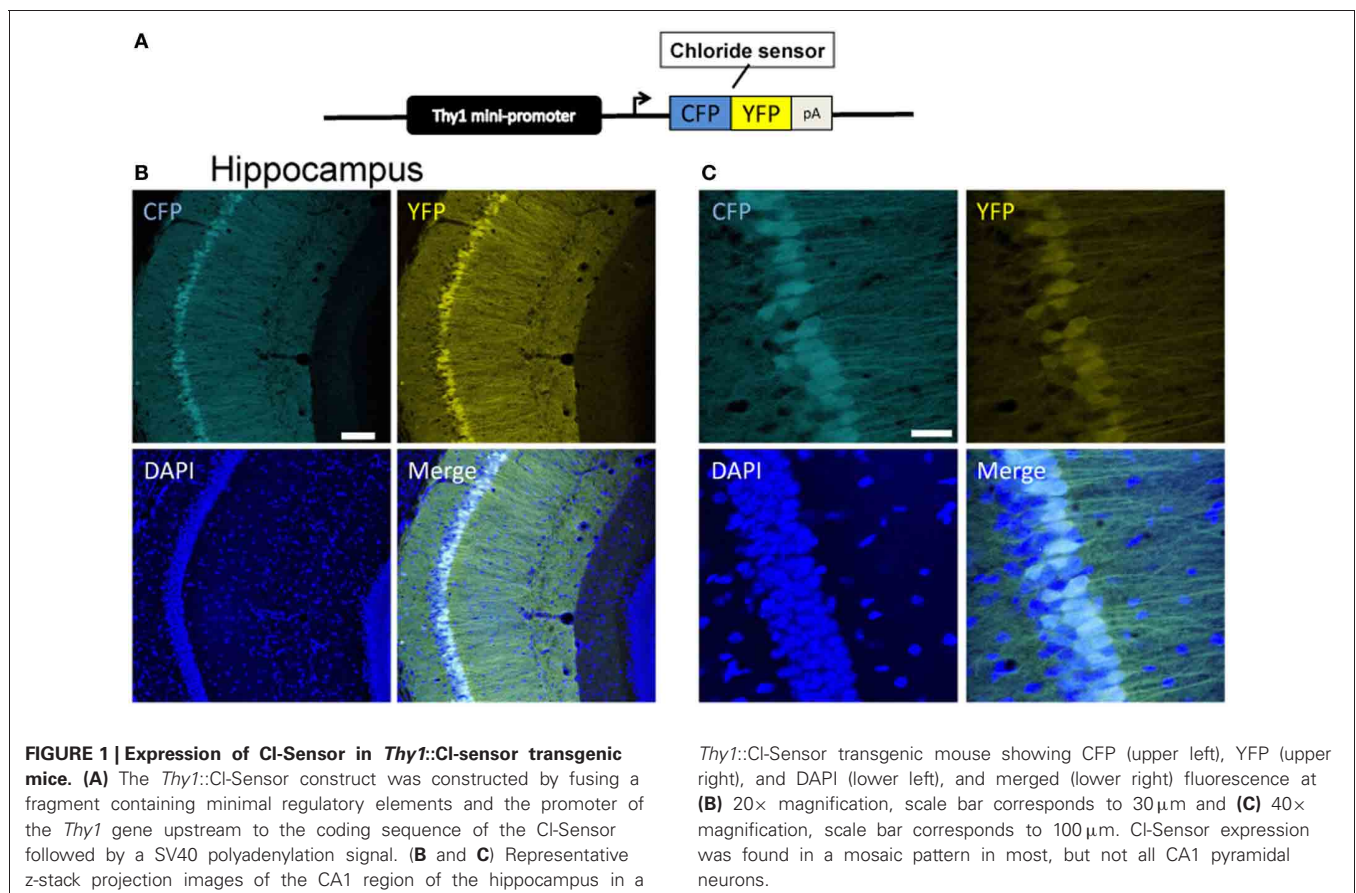 A
Chloride sensor
Thy1 mini-promoter
CFP
YFP
pA
B
Hippocampus
C
CFP
YFP
CFP
YFP
DAPI
Merge
DAPI
Merge
FIGURE 1 | Expression of Cl-Sensor in Thy1::Cl-sensor transgenic
mice. (A) The Thy1::Cl-Sensor construct was constructed by fusing a
fragment containing minimal regulatory elements and the promoter of
the Thy1 gene upstream to the coding sequence of the Cl-Sensor
followed by a SV40 polyadenylation signal. (B and C) Representative
z-stack projection images of the CA1 region of the hippocampus in a
Thy1::Cl-Sensor transgenic mouse showing CFP (upper left), YFP (upper
right), and DAPI (lower left), and merged (lower right) fluorescence at
(B) 20× magnification, scale bar corresponds to 30 μm and (C) 40×
magnification, scale bar corresponds to 100 μm. Cl-Sensor expression
was found in a mosaic pattern in most, but not all CA1 pyramidal
neurons.